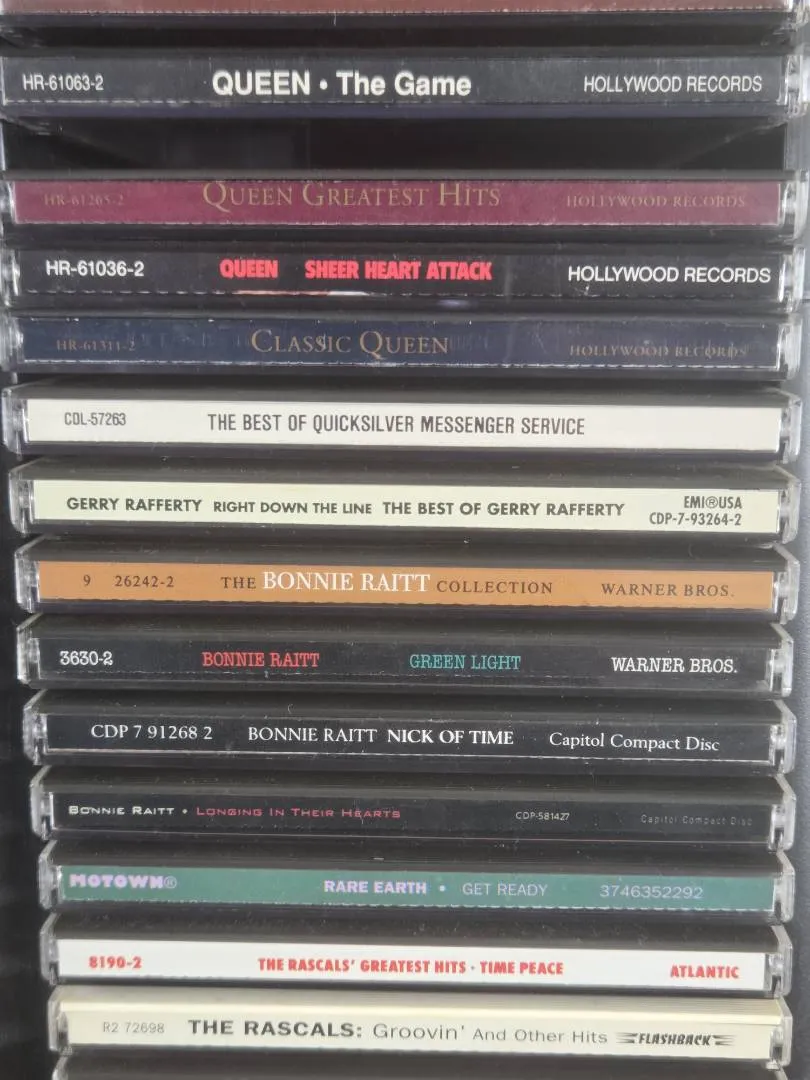 HR-61063-2 QUEEN • The Game HOLLYWOOD RECORDS
HR-61265-2 QUEEN GREATEST HITS HOLLYWOOD RECORDS
HR-61036-2 QUEEN SHEER HEART ATTACK HOLLYWOOD RECORDS
HR-61311-2 CLASSIC QUEEN HOLLYWOOD RECORDS
CDL-57263 THE BEST OF QUICKSILVER MESSENGER SERVICE
GERRY RAFFERTY RIGHT DOWN THE LINE THE BEST OF GERRY RAFFERTY EMI®USA
CDP-7-93264-2
9 26242-2 THE BONNIE RAITT COLLECTION WARNER BROS.
3630-2 BONNIE RAITT GREEN LIGHT WARNER BROS.
CDP 7 91268 2 BONNIE RAITT NICK OF TIME Capitol Compact Disc
BONNIE RAITT • LONGING IN THEIR HEARTS CDP-581427 Capitol Compact Disc
MOTOWN® RARE EARTH • GET READY 3746352292
8190-2 THE RASCALS' GREATEST HITS · TIME PEACE ATLANTIC
R2 72698 THE RASCALS: Groovin' And Other Hits FLASHBACK